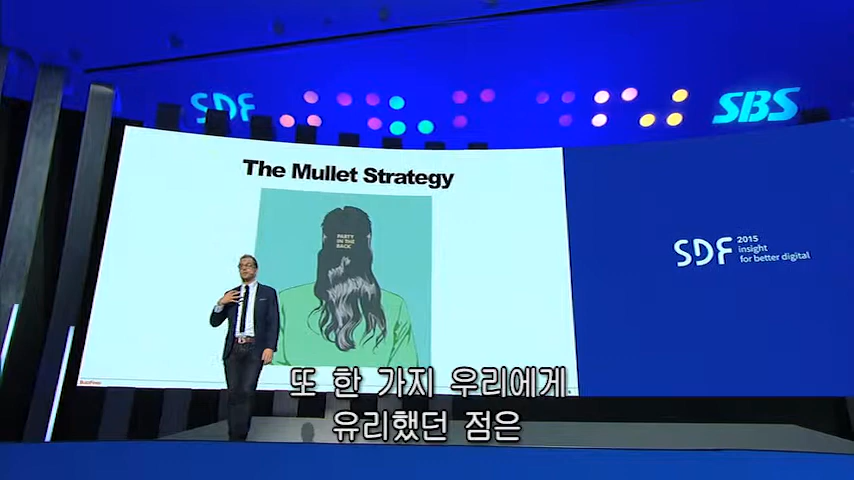 SDF
SBS
The Mullet Strategy
PARTY
IN THE
BACK
SDF 2015
insight
for better digital
BuzzFeed
또 한 가지 우리에게
유리했던 점은